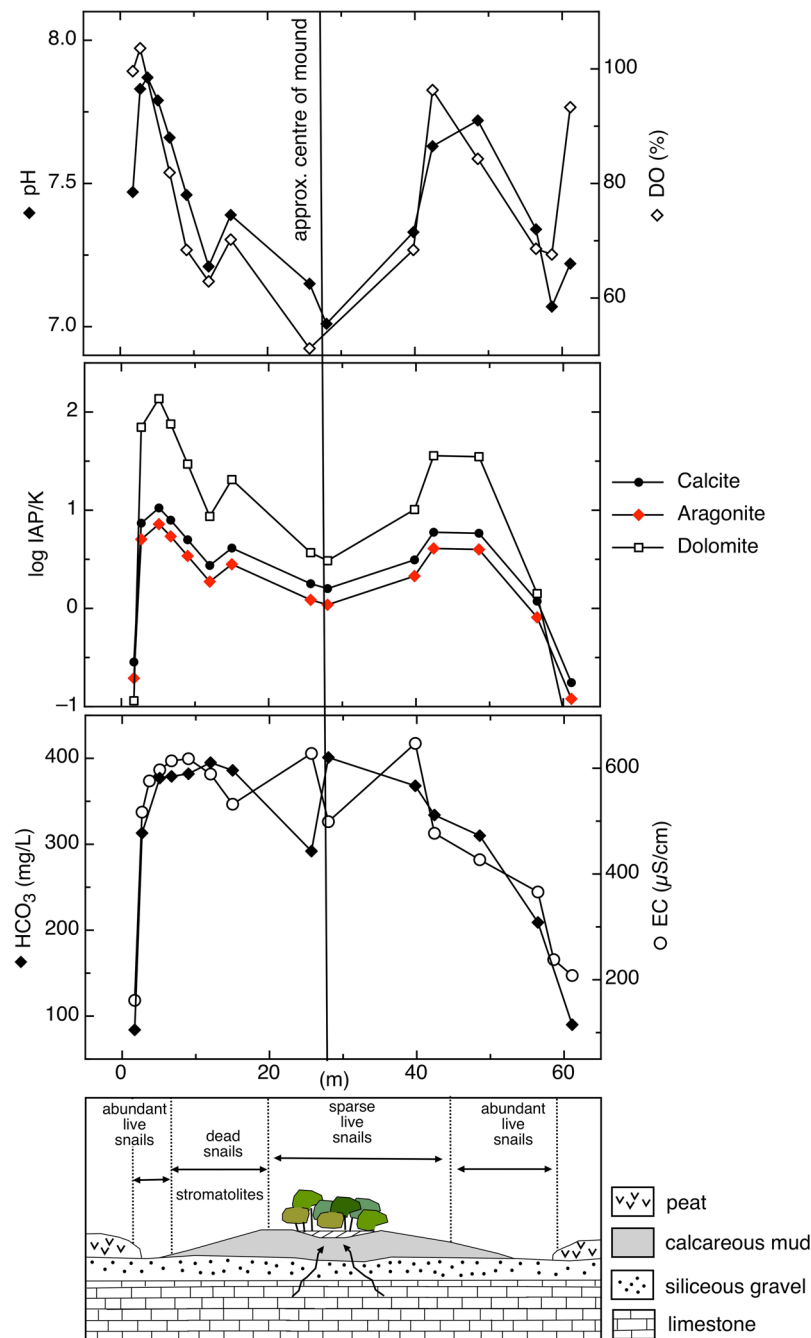 8.0
7.5
7.0
◆ pH
approx. centre of mound
100
80
60
◇ DO (%)
2
1
0
−1
log IAP/K
Calcite
Aragonite
Dolomite
400
300
200
100
◆ HCO₃ (mg/L)
600
400
200
○ EC (µS/cm)
0
20
(m)
40
60
abundant
live
snails
dead
snails
stromatolites
sparse
live
snails
abundant
live
snails
peat
calcareous mud
siliceous gravel
limestone